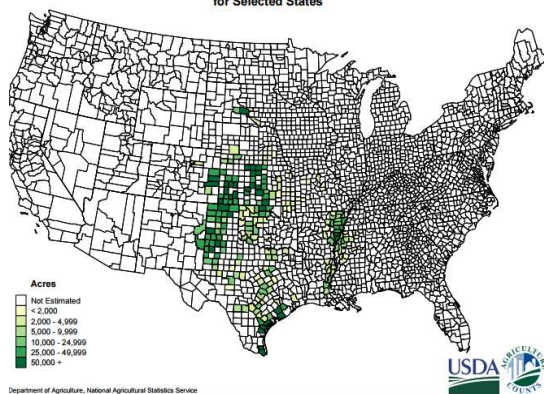 for Selected States
Acres
Not Estimated
< 2,000
2,000 - 4,999
5,000 - 9,999
10,000 - 24,999
25,000 - 49,999
50,000 +
USDA
AGRICULTURE
COUNTS
Department of Agriculture, National Agricultural Statistics Service